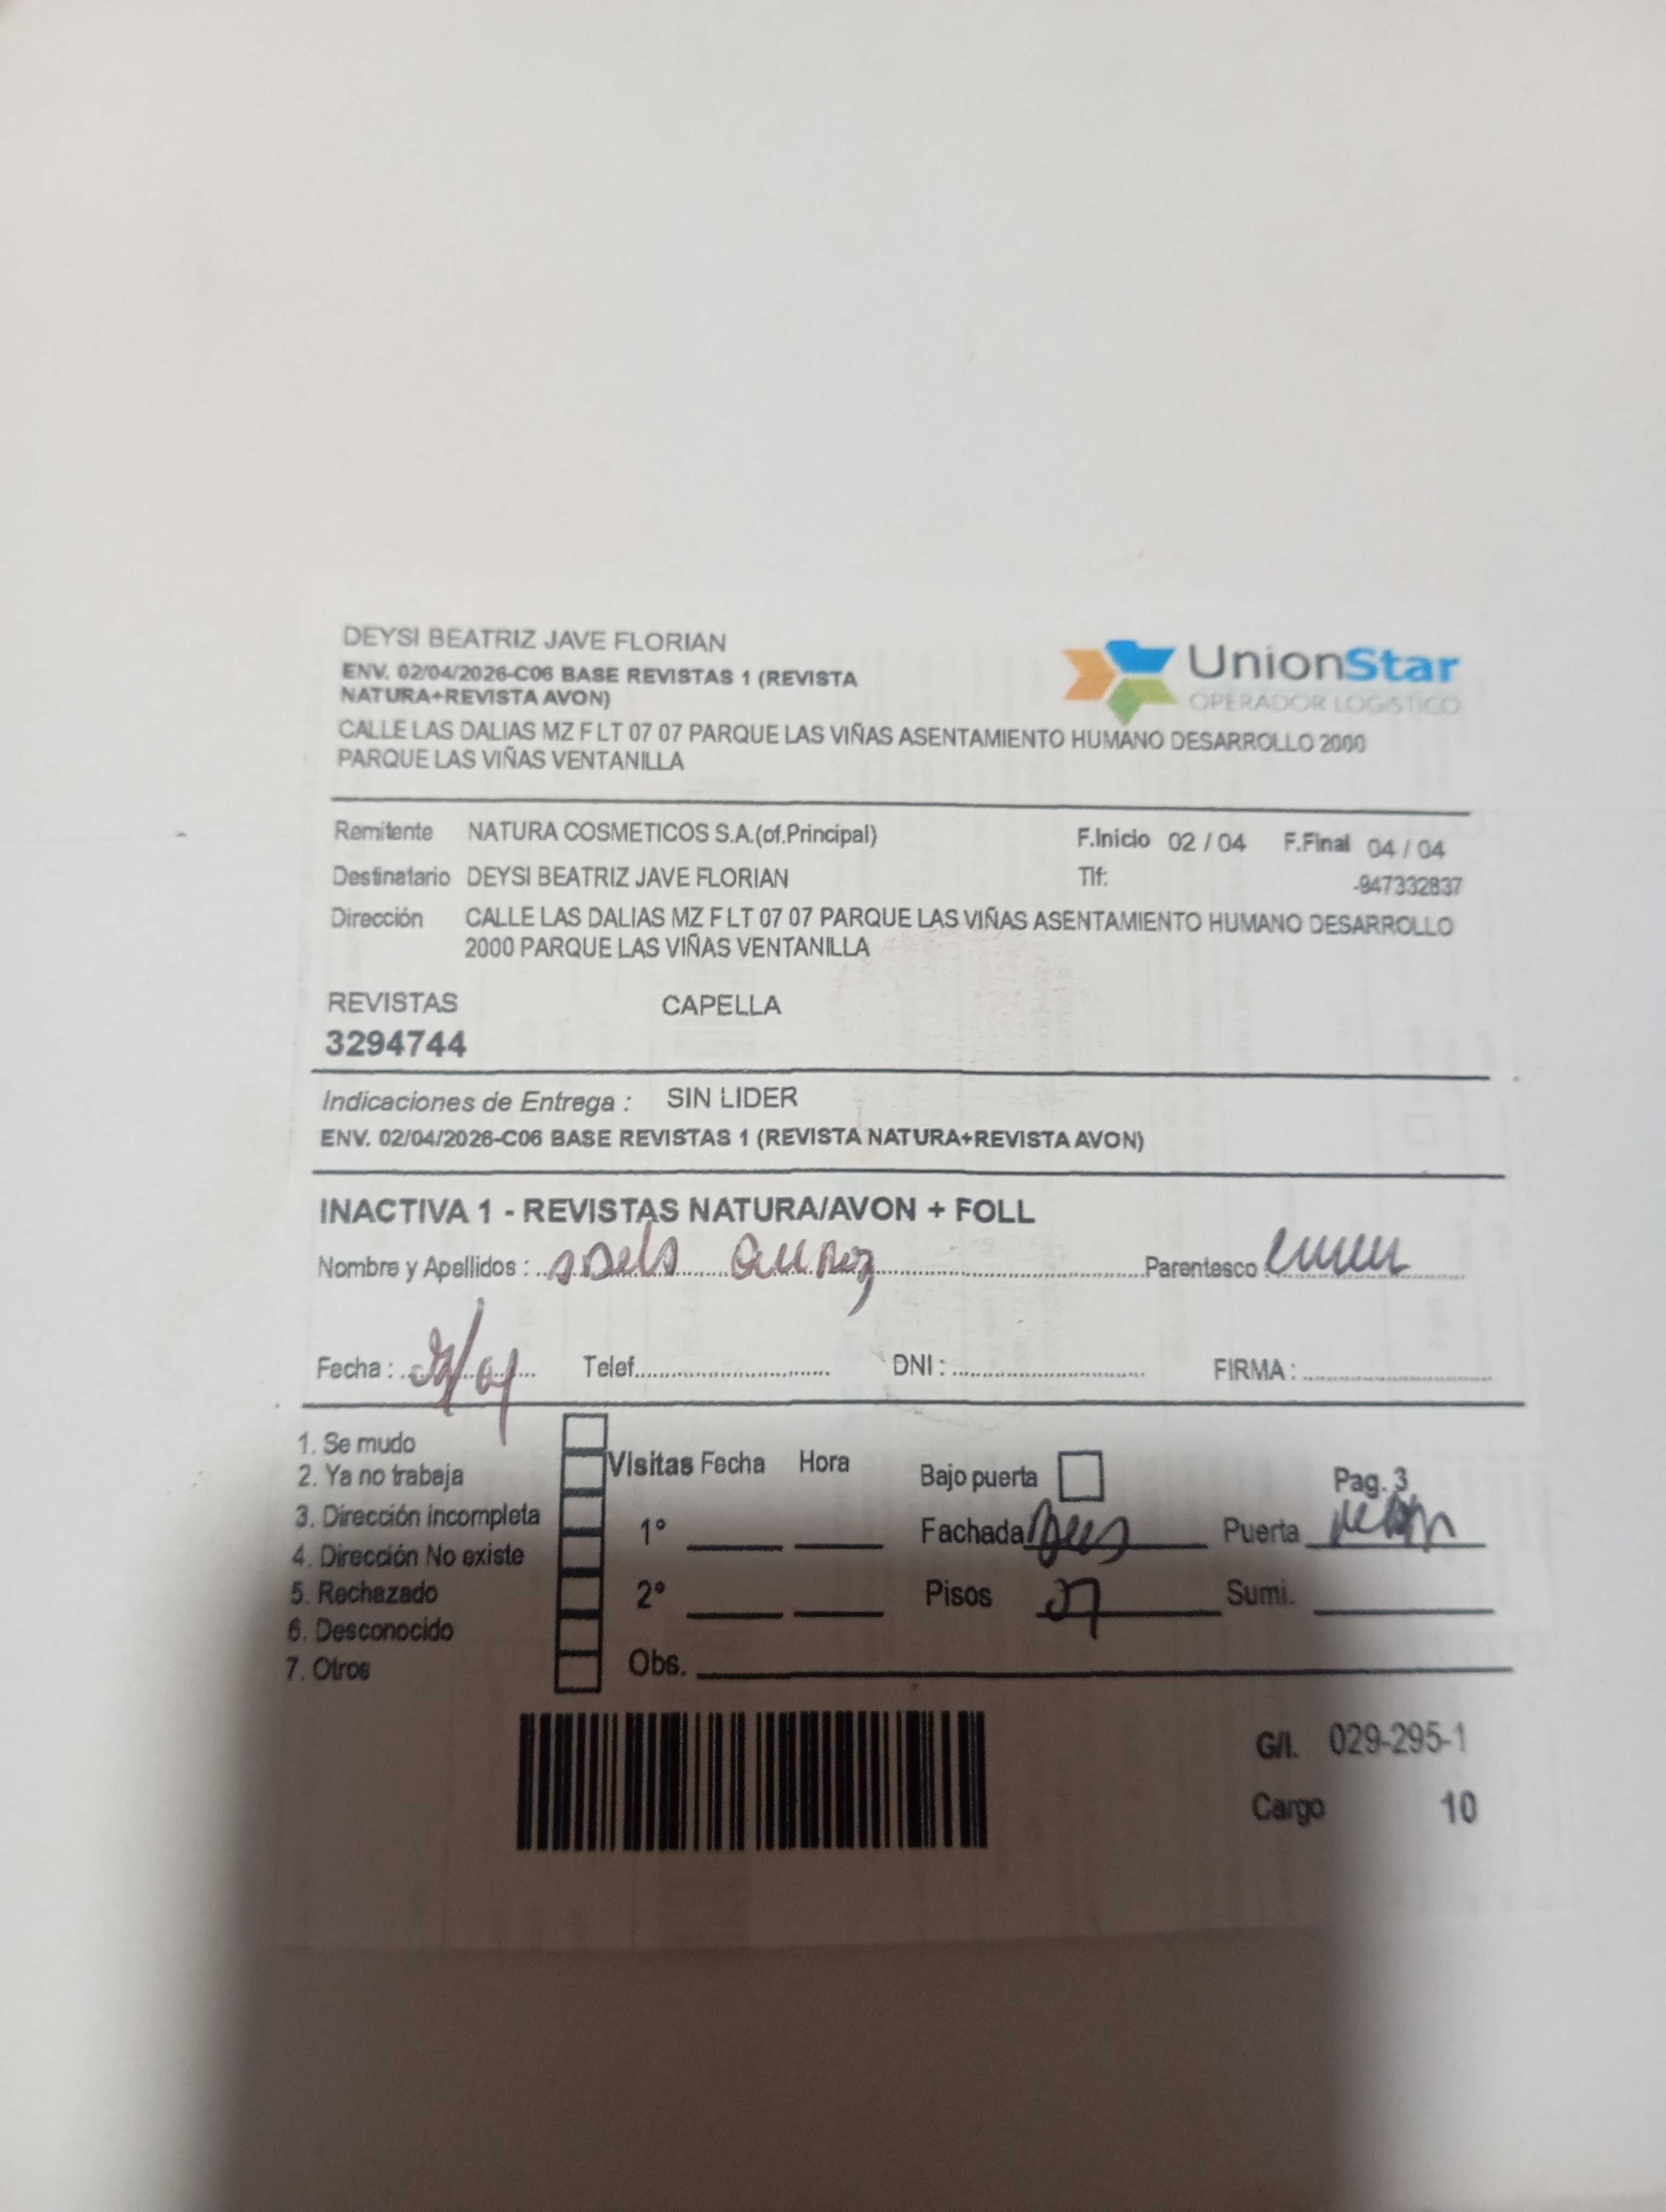 DEYSI BEATRIZ JAVE FLORIAN
ENV. 02/04/2026-C06 BASE REVISTAS 1 (REVISTA
NATURA+REVISTA AVON)
UnionStar
OPERADOR LOGISTICO
CALLE LAS DALIAS MZ F LT 07 07 PARQUE LAS VIÑAS ASENTAMIENTO HUMANO DESARROLLO 2000
PARQUE LAS VIÑAS VENTANILLA
Remitente NATURA COSMETICOS S.A.(of.Principal) F.Inicio 02 / 04 F.Final 04 / 04
Destinatario DEYSI BEATRIZ JAVE FLORIAN Tlf: -947332837
Dirección CALLE LAS DALIAS MZ F LT 07 07 PARQUE LAS VIÑAS ASENTAMIENTO HUMANO DESARROLLO
2000 PARQUE LAS VIÑAS VENTANILLA
REVISTAS CAPELLA
3294744
Indicaciones de Entrega : SIN LIDER
ENV. 02/04/2026-C06 BASE REVISTAS 1 (REVISTA NATURA+REVISTA AVON)
INACTIVA 1 - REVISTAS NATURA/AVON + FOLL
Nombre y Apellidos : Parentesco :
Fecha : Telef. DNI : FIRMA :
1. Se mudo
2. Ya no trabaja
3. Dirección incompleta
4. Dirección No existe
5. Rechazado
6. Desconocido
7. Otros
Visitas Fecha Hora
1°
2°
Obs.
Bajo puerta Pag. 3
Fachada Puerta
Pisos Sumi.
G/I. 029-295-1
Cargo 10